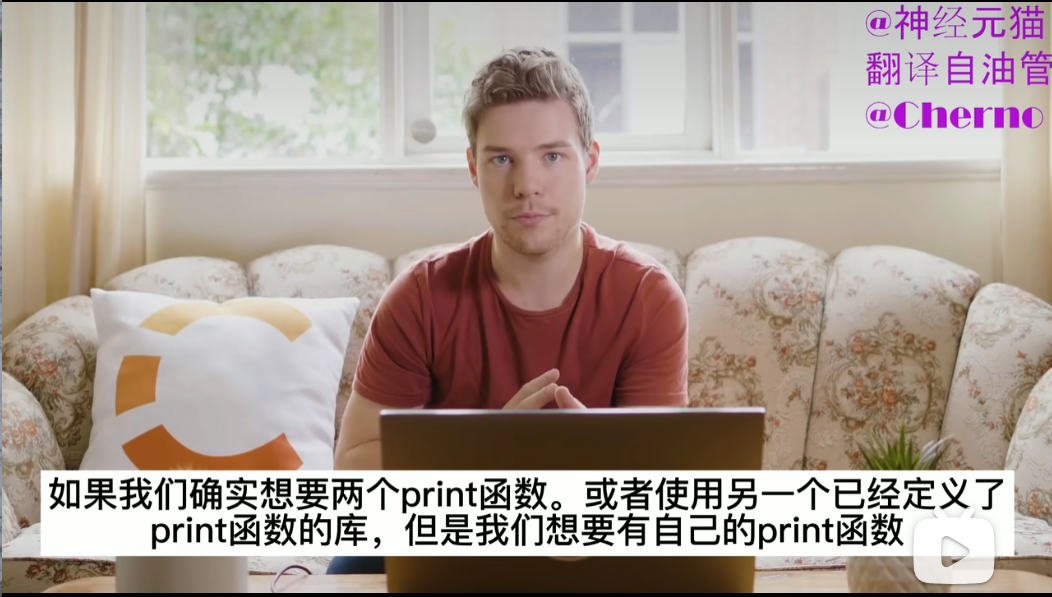 @神经元猫
翻译自油管
@Cherno
如果我们确实想要两个print函数。或者使用另一个已经定义了
print函数的库，但是我们想要有自己的print函数